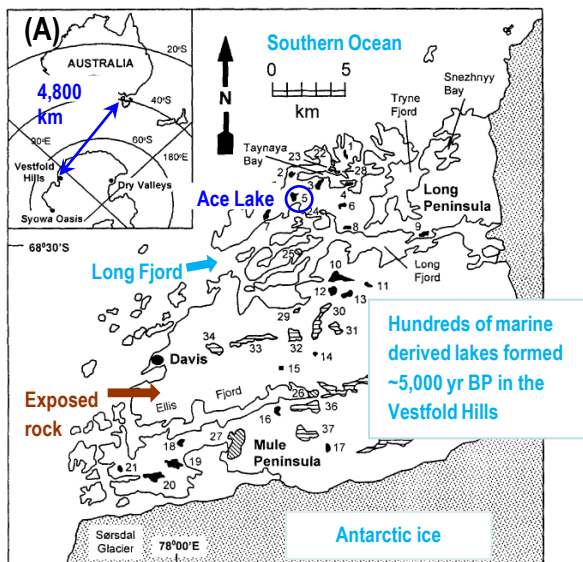 (A)
20°S
AUSTRALIA
4,800
km
40°S
90°E
60°S
180°E
Vestfold
Hills
Dry Valleys
Syowa Oasis
Southern Ocean
0 5
km
N
Snezhnyy
Bay
Tryne
Fjord
Taynaya
Bay
23
1
2
28
3
4
Long
Peninsula
Ace Lake
5
6
24
7
8
9
68°30'S
Long Fjord
25
Long
Fjord
10
11
12
13
29
30
31
34
33
32
Davis
14
15
Hundreds of marine
derived lakes formed
~5,000 yr BP in the
Vestfold Hills
Exposed
rock
Ellis
Fjord
26
16
36
27
37
18
Mule
Peninsula
17
21
19
20
Antarctic ice
Sørsdal
Glacier
78°00'E